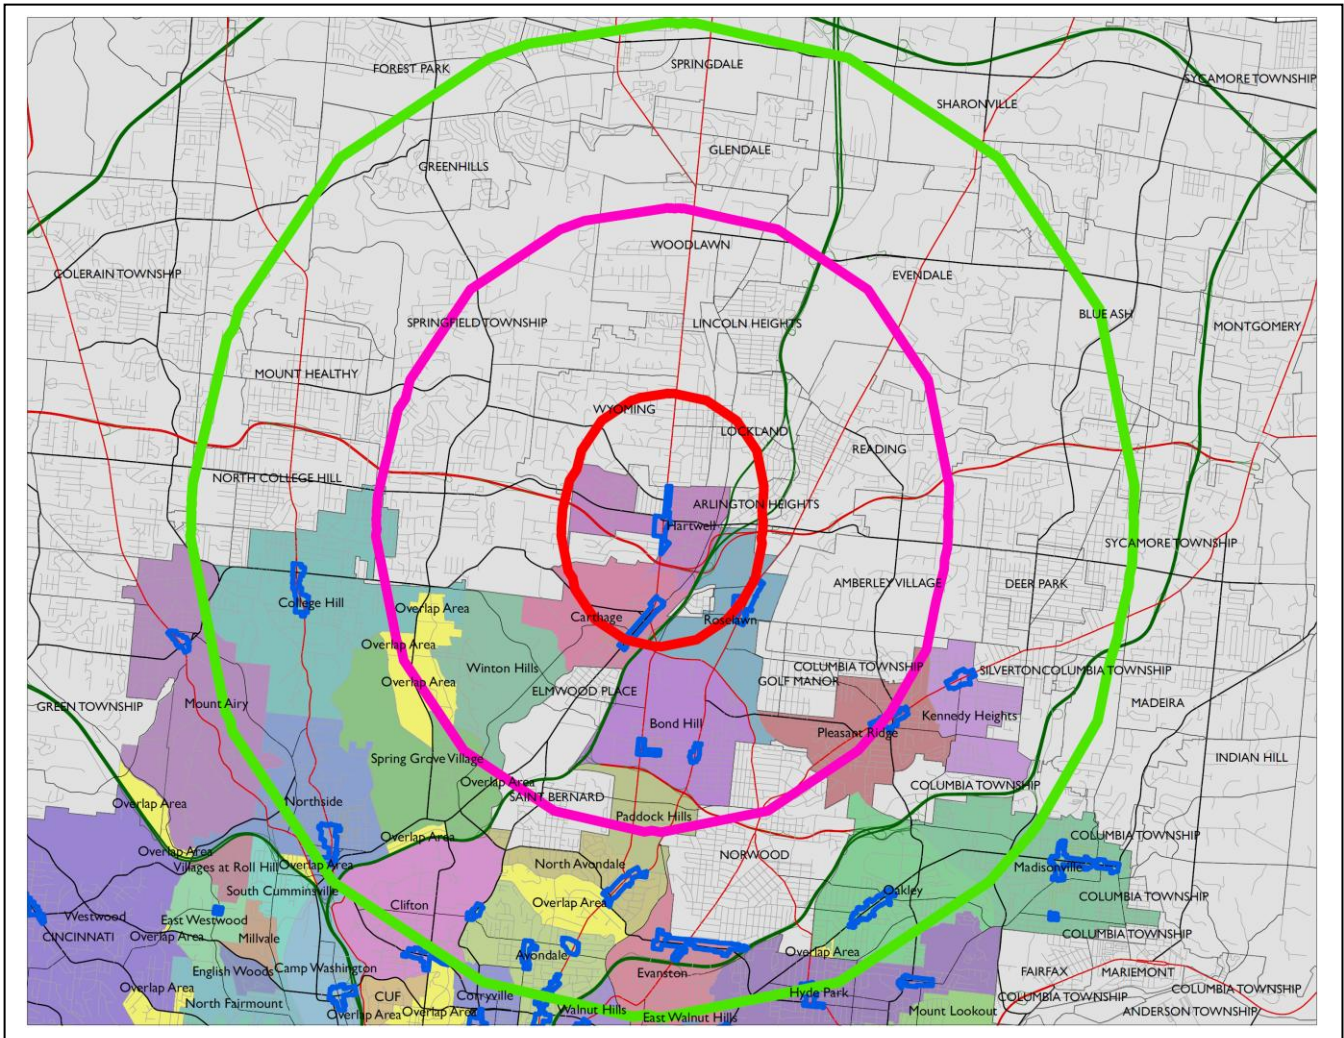 SPRINGDALE
FOREST PARK
SYCAMORE TOWNSHIP
SHARONVILLE
GLENDALE
GREENHILLS
WOODLAWN
COLERAIN TOWNSHIP
EVENDALE
BLUE ASH
SPRINGFIELD TOWNSHIP
LINCOLN HEIGHTS
MONTGOMERY
MOUNT HEALTHY
WYOMING
LOCKLAND
READING
NORTH COLLEGE HILL
ARLINGTON HEIGHTS
Hartwell
SYCAMORE TOWNSHIP
AMBERLEY VILLAGE
DEER PARK
College Hill
Overlap Area
Carthage
Roselawn
Overlap Area
Winton Hills
COLUMBIA TOWNSHIP
SILVERTON
COLUMBIA TOWNSHIP
Overlap Area
GOLF MANOR
ELMWOOD PLACE
Mount Airy
GREEN TOWNSHIP
MADEIRA
Kennedy Heights
Bond Hill
Pleasant Ridge
Spring Grove Village
INDIAN HILL
Overlap Area
COLUMBIA TOWNSHIP
SAINT BERNARD
Northside
Overlap Area
Paddock Hills
Overlap Area
COLUMBIA TOWNSHIP
Overlap Area
NORWOOD
Villages at Roll Hill
Overlap Area
North Avondale
Madisonville
South Cumminsville
Oakley
COLUMBIA TOWNSHIP
Overlap Area
Clifton
Westwood
East Westwood
CINCINNATI
Overlap Area
Millvale
COLUMBIA TOWNSHIP
Overlap Area
Avondale
English Woods
Camp Washington
Evanston
FAIRFAX
MARIEMONT
Overlap Area
CUF
Corryville
Hyde Park
COLUMBIA TOWNSHIP
COLUMBIA TOWNSHIP
North Fairmount
Overlap Area
Overlap Area
Walnut Hills
East Walnut Hills
Mount Lookout
ANDERSON TOWNSHIP